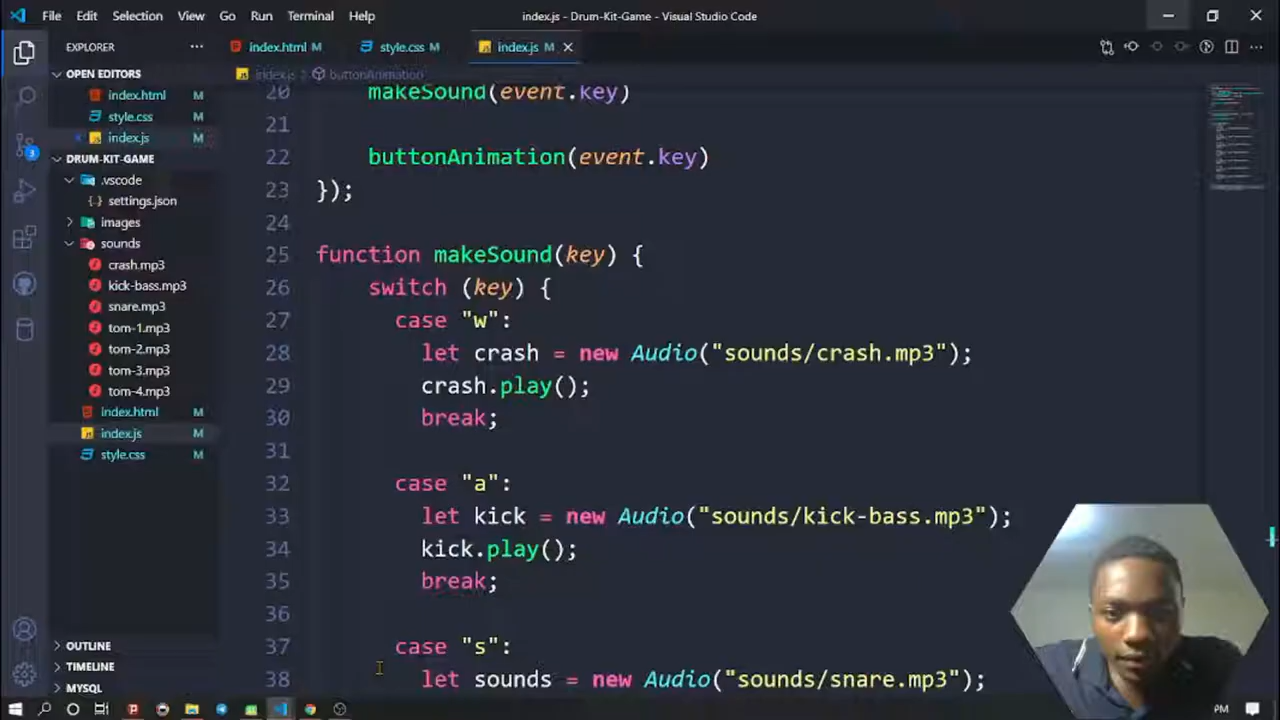 File Edit Selection View Go Run Terminal Help
index.js - Drum-Kit-Game - Visual Studio Code
EXPLORER
index.html M
style.css M
index.js M
OPEN EDITORS
index.html M
style.css M
index.js M
DRUM-KIT-GAME
.vscode
settings.json
images
sounds
crash.mp3
kick-bass.mp3
snare.mp3
tom-1.mp3
tom-2.mp3
tom-3.mp3
tom-4.mp3
index.html M
index.js M
style.css M
OUTLINE
TIMELINE
MYSQL
3
index.js > buttonAnimation
20 makeSound(event.key)
21
22 buttonAnimation(event.key)
23 });
24
25 function makeSound(key) {
26 switch (key) {
27 case "w":
28 let crash = new Audio("sounds/crash.mp3");
29 crash.play();
30 break;
31
32 case "a":
33 let kick = new Audio("sounds/kick-bass.mp3");
34 kick.play();
35 break;
36
37 case "s":
38 let sounds = new Audio("sounds/snare.mp3");
PM